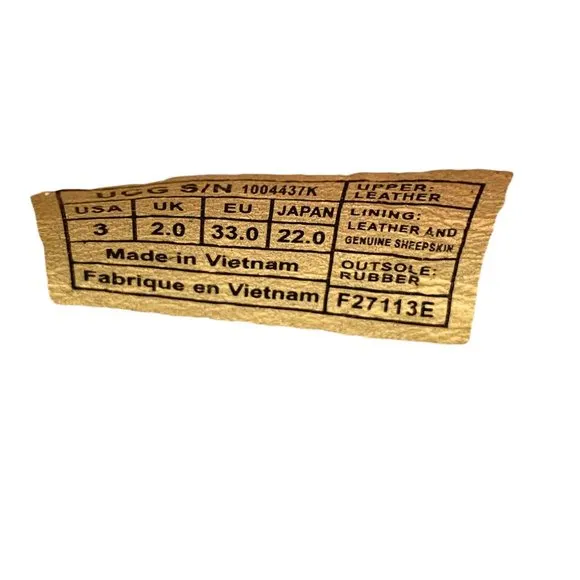 UGG S/N 1004437K
USA UK EU JAPAN
3 2.0 33.0 22.0
Made in Vietnam
Fabrique en Vietnam
UPPER:
LEATHER
LINING:
LEATHER AND
GENUINE SHEEPSKIN
OUTSOLE:
RUBBER
F27113E